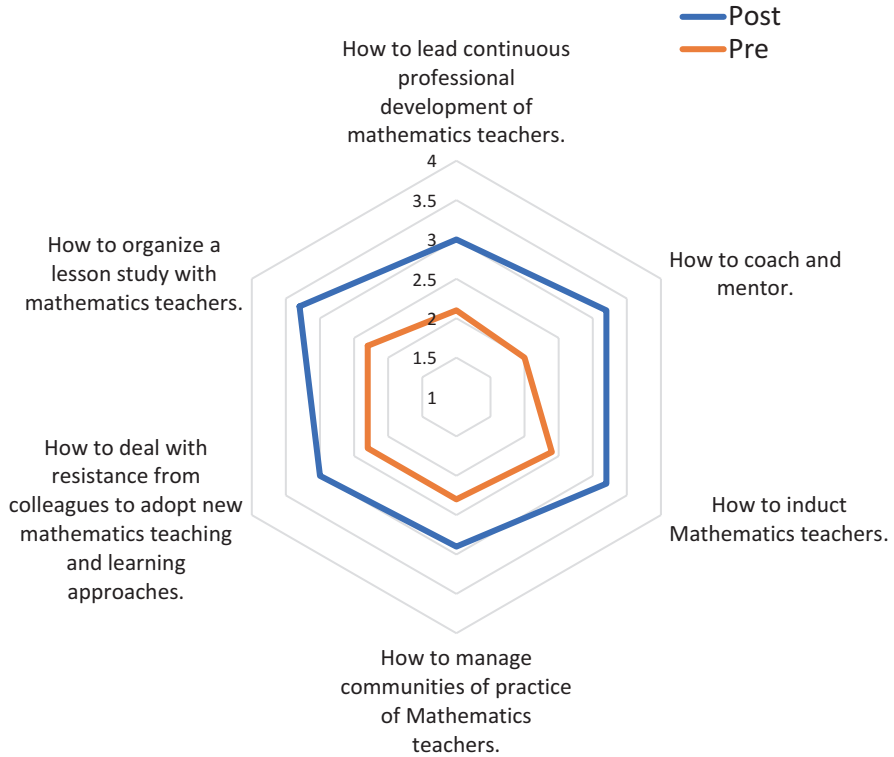 Post
Pre
How to lead continuous
professional
development of
mathematics teachers.
4
3.5
3
2.5
2
1.5
1
How to coach and
mentor.
How to induct
Mathematics teachers.
How to manage
communities of practice
of Mathematics
teachers.
How to deal with
resistance from
colleagues to adopt new
mathematics teaching
and learning
approaches.
How to organize a
lesson study with
mathematics teachers.